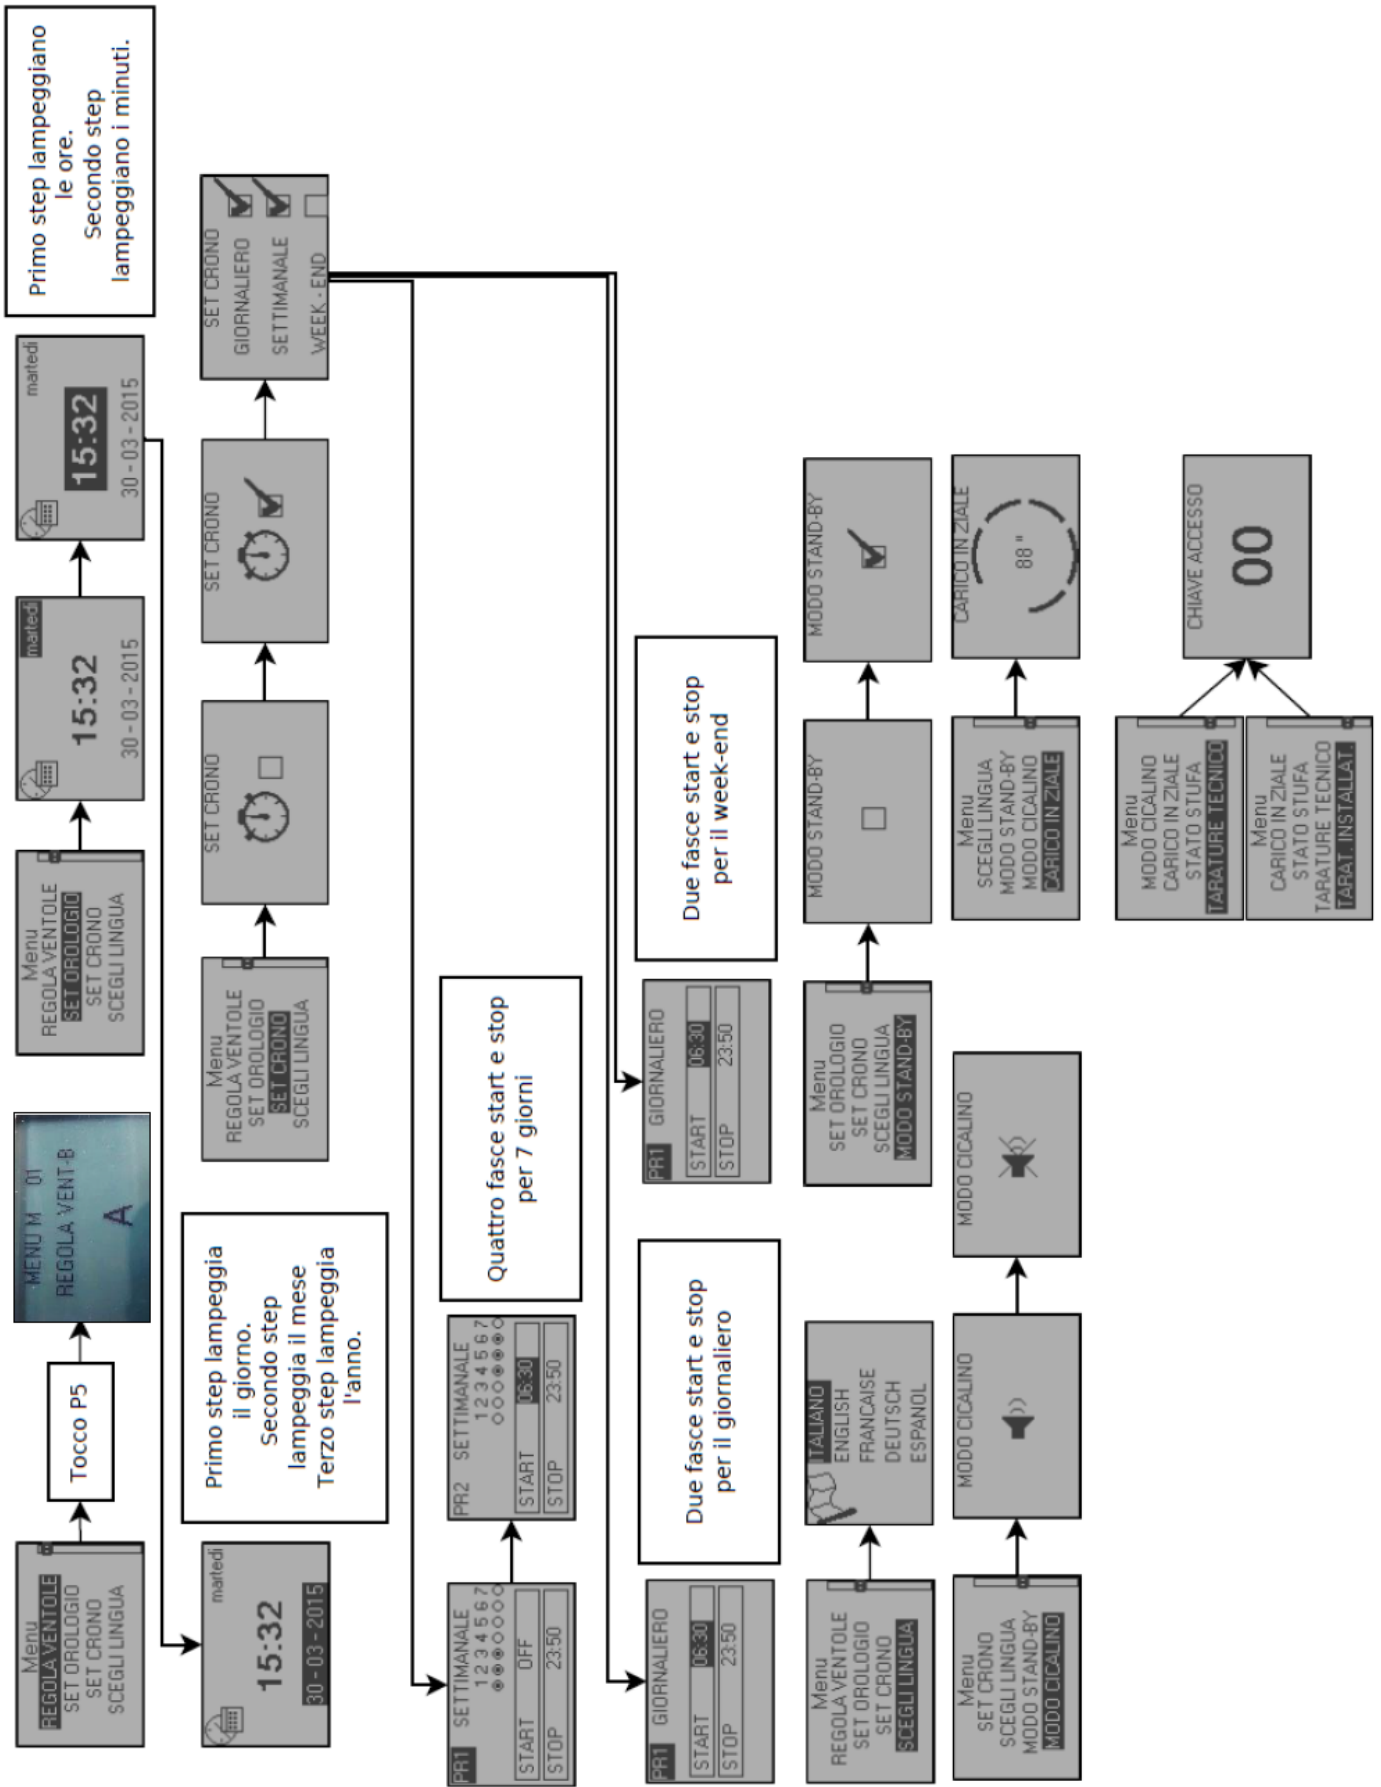 Menu
REGOLA VENTOLE
SET OROLOGIO
SET CRONO
SCEGLI LINGUA
Tocco P5
MENU M 01
REGOLA VENT-B
A
Menu
REGOLA VENTOLE
SET OROLOGIO
SET CRONO
SCEGLI LINGUA
martedi
15:32
30 - 03 - 2015
martedi
15:32
30 - 03 - 2015
Primo step lampeggiano
le ore.
Secondo step
lampeggiano i minuti.
martedi
15:32
30 - 03 - 2015
Primo step lampeggia
il giorno.
Secondo step
lampeggia il mese
Terzo step lampeggia
l'anno.
Menu
REGOLA VENTOLE
SET OROLOGIO
SET CRONO
SCEGLI LINGUA
SET CRONO
SET CRONO
SET CRONO
GIORNALIERO
SETTIMANALE
WEEK - END
PR1 SETTIMANALE
1 2 3 4 5 6 7
START OFF
STOP 23:50
PR2 SETTIMANALE
1 2 3 4 5 6 7
START 06:30
STOP 23:50
Quattro fasce start e stop
per 7 giorni
PR1 GIORNALIERO
START 06:30
STOP 23:50
Due fasce start e stop
per il giornaliero
PR1 GIORNALIERO
START 06:30
STOP 23:50
Due fasce start e stop
per il week-end
Menu
REGOLA VENTOLE
SET OROLOGIO
SET CRONO
SCEGLI LINGUA
ITALIANO
ENGLISH
FRANCAISE
DEUTSCH
ESPANOL
Menu
SET OROLOGIO
SET CRONO
SCEGLI LINGUA
MODO STAND-BY
MODO STAND-BY
MODO STAND-BY
Menu
SET CRONO
SCEGLI LINGUA
MODO STAND-BY
MODO CICALINO
MODO CICALINO
MODO CICALINO
Menu
SCEGLI LINGUA
MODO STAND-BY
MODO CICALINO
CARICO IN ZIALE
CARICO IN ZIALE
88 "
Menu
MODO CICALINO
CARICO IN ZIALE
STATO STUFA
TARATURE TECNICO
Menu
CARICO IN ZIALE
STATO STUFA
TARATURE TECNICO
TARAT. INSTALLAT.
CHIAVE ACCESSO
00